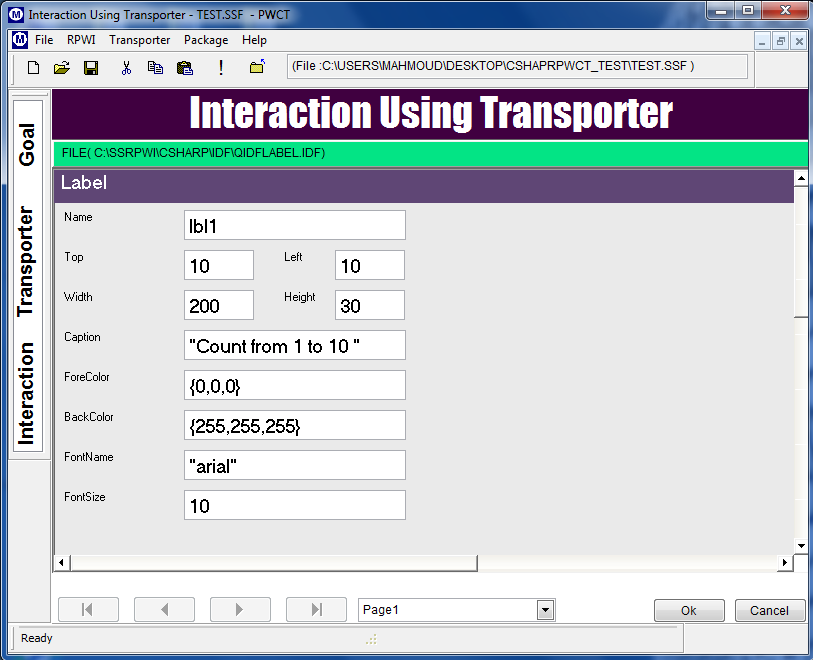 Interaction Using Transporter - TEST.SSF - PWCT
File RPWI Transporter Package Help
(File :C:\USERS\MAHMOUD\DESKTOP\CSHAPRPWCT_TEST\TEST.SSF )
Goal
Transporter
Interaction
Interaction Using Transporter
FILE( C:\SSRPWI\CSHARP\IDF\QIDFLABEL.IDF)
Label
Name lbl1
Top 10 Left 10
Width 200 Height 30
Caption "Count from 1 to 10 "
ForeColor {0,0,0}
BackColor {255,255,255}
FontName "arial"
FontSize 10
Page1 Ok Cancel
Ready